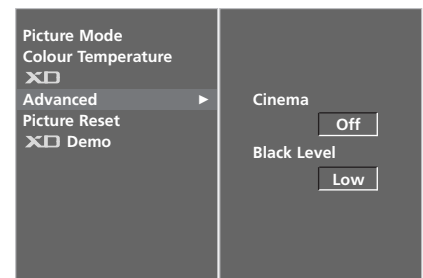 Picture Mode
Colour Temperature
XD
Advanced ►
Picture Reset
XD Demo
Cinema
Off
Black Level
Low